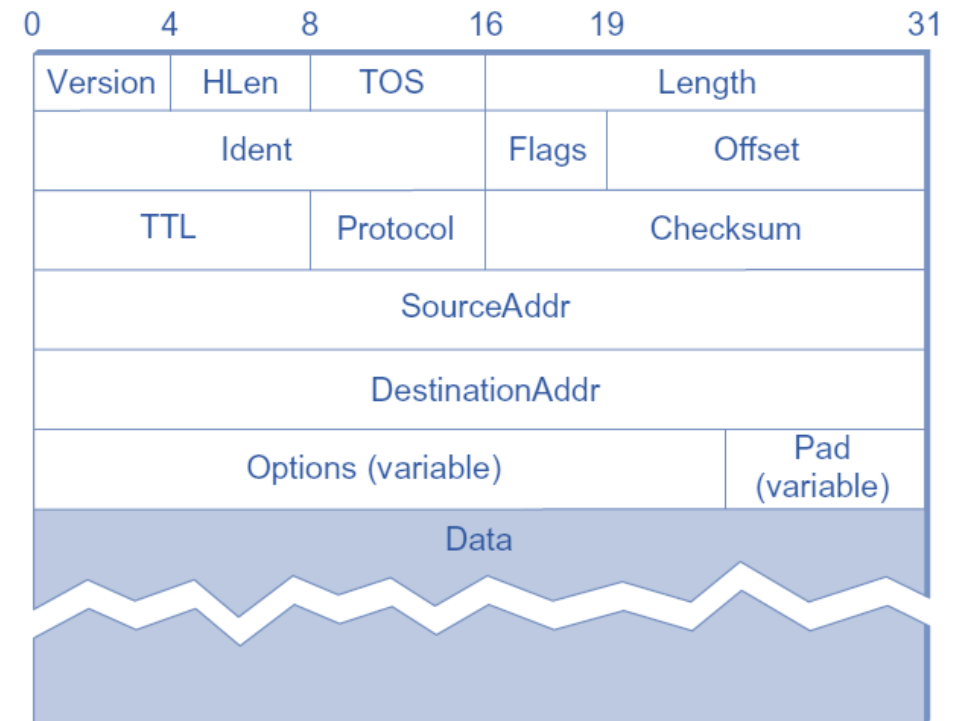 0 4 8 16 19 31
Version HLen TOS Length
Ident Flags Offset
TTL Protocol Checksum
SourceAddr
DestinationAddr
Options (variable) Pad
(variable)
Data